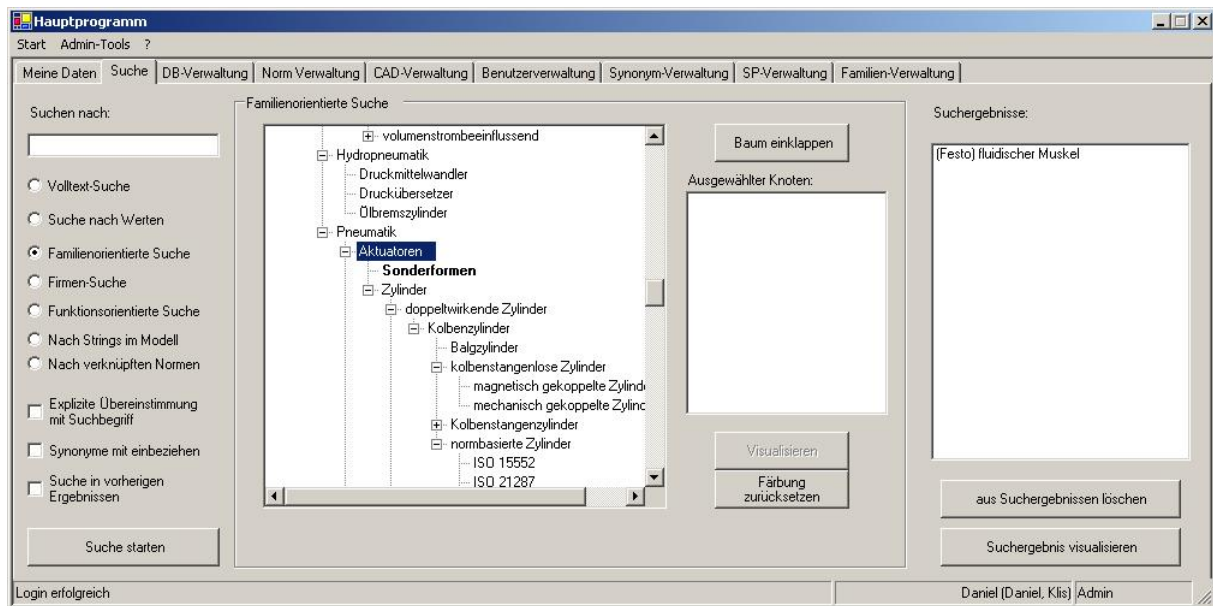 Hauptprogramm
Start Admin-Tools ?
Meine Daten Suche DB-Verwaltung Norm Verwaltung CAD-Verwaltung Benutzerverwaltung Synonym-Verwaltung SP-Verwaltung Familien-Verwaltung
Suchen nach:
Volltext-Suche
Suche nach Werten
Familienorientierte Suche
Firmen-Suche
Funktionsorientierte Suche
Nach Strings im Modell
Nach verknüpften Normen
Explizite Übereinstimmung
mit Suchbegriff
Synonyme mit einbeziehen
Suche in vorherigen
Ergebnissen
Suche starten
Familienorientierte Suche
volumenstrombeeinflussend
Hydropneumatik
Druckmittelwandler
Druckübersetzer
Ölbremszylinder
Pneumatik
Aktuatoren
Sonderformen
Zylinder
doppeltwirkende Zylinder
Kolbenzylinder
Balgzylinder
kolbenstangenlose Zylinder
magnetisch gekoppelte Zylind
mechanisch gekoppelte Zylinc
Kolbenstangenzylinder
normbasierte Zylinder
ISO 15552
ISO 21287
Baum einklappen
Ausgewählter Knoten:
Visualisieren
Färbung
zurücksetzen
Suchergebnisse:
(Festo) fluidischer Muskel
aus Suchergebnissen löschen
Suchergebnis visualisieren
Login erfolgreich
Daniel (Daniel, Klis) Admin